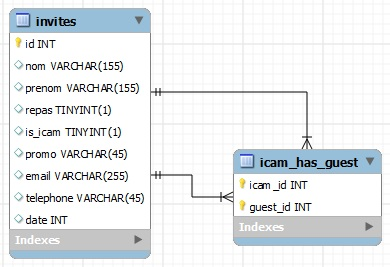 invites
id INT
nom VARCHAR(155)
prenom VARCHAR(155)
repas TINYINT(1)
is_icam TINYINT(1)
promo VARCHAR(45)
email VARCHAR(255)
telephone VARCHAR(45)
date INT
Indexes
icam_has_guest
icam_id INT
guest_id INT
Indexes